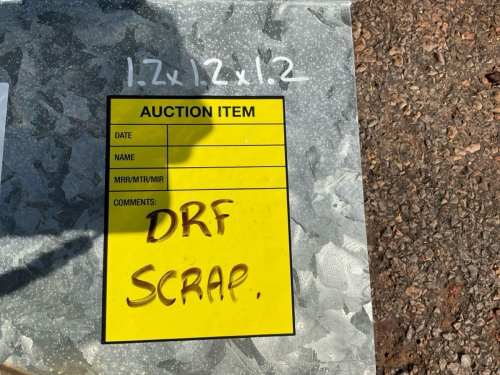 1.2x1.2x1.2
AUCTION ITEM
DATE
NAME
MRR/MTR/MIR
COMMENTS:
DRF
SCRAP.